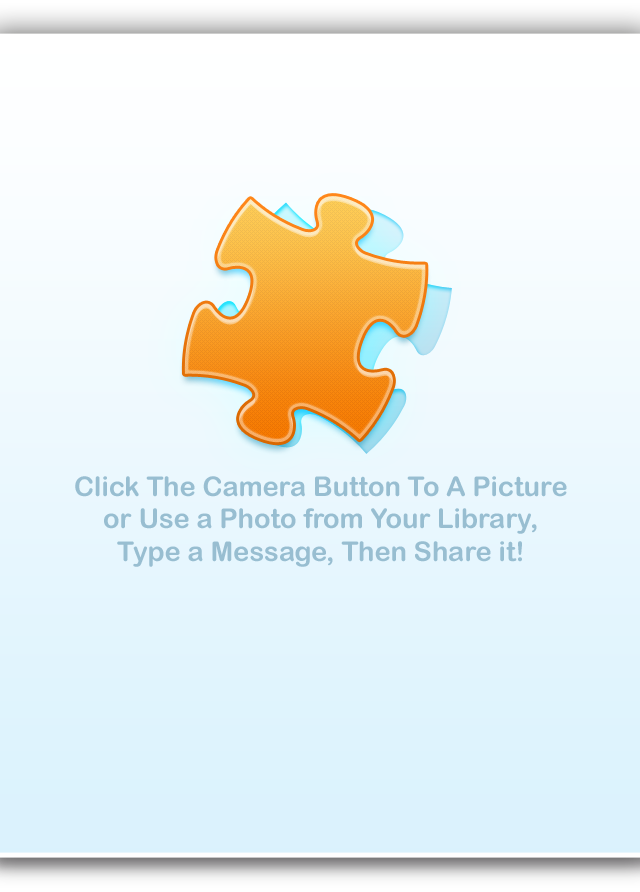 Click The Camera Button To A Picture
or Use a Photo from Your Library,
Type a Message, Then Share it!